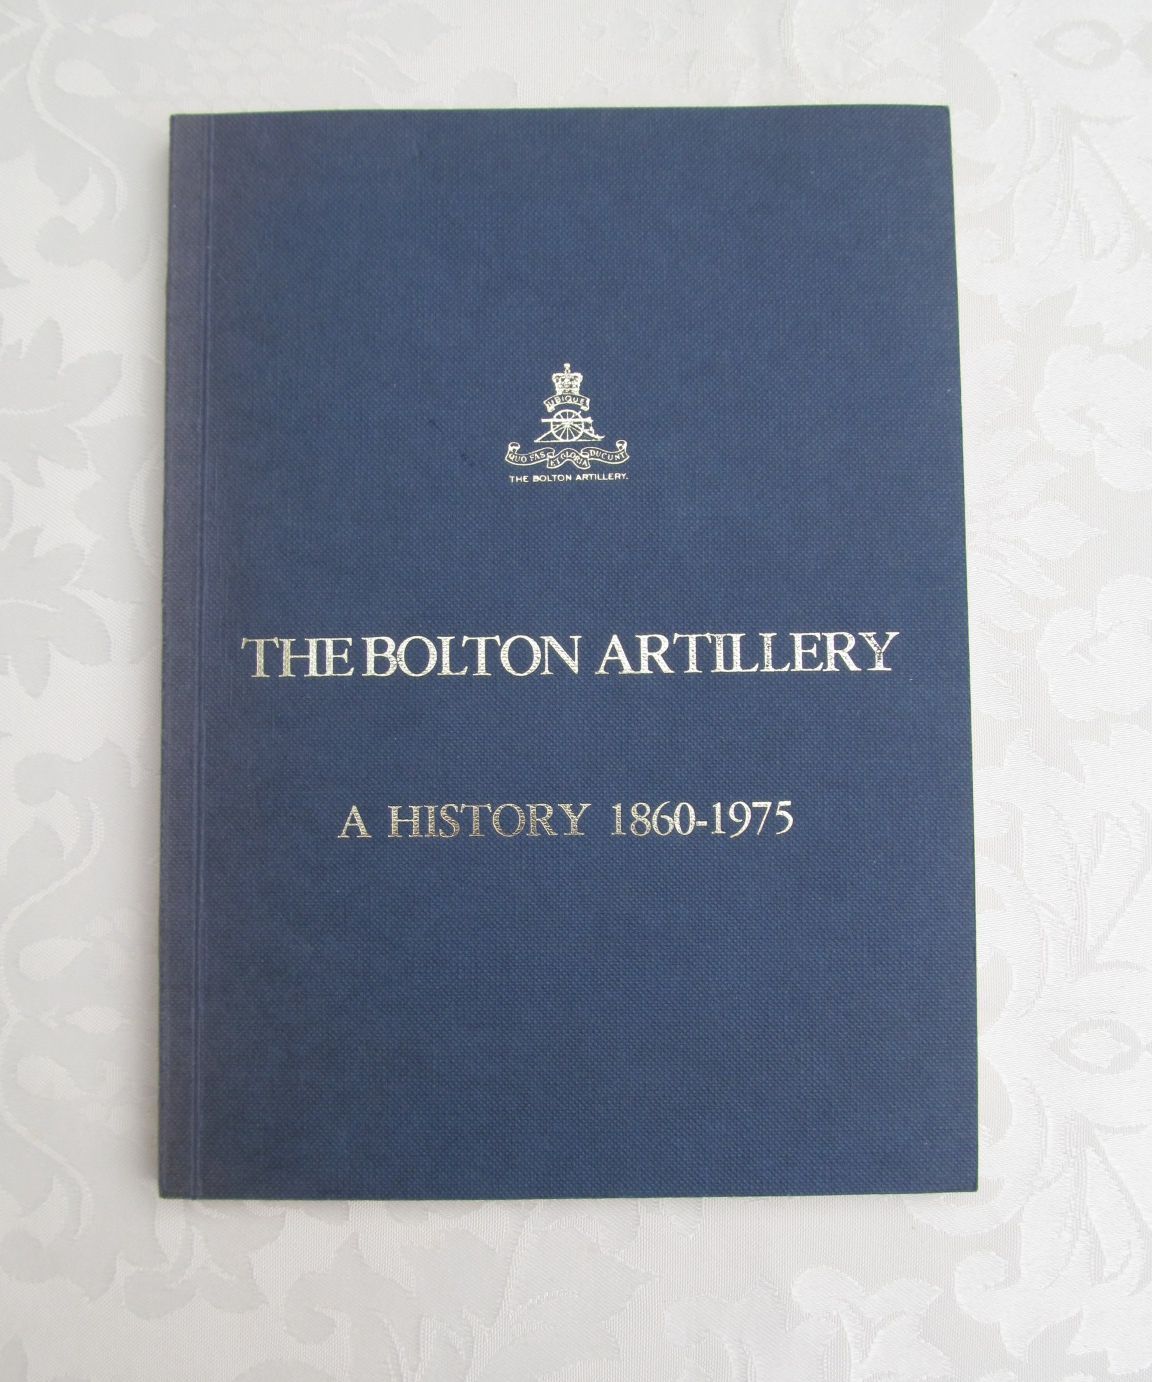 UBIQUE
QUO FAS ET GLORIA DUCUNT
THE BOLTON ARTILLERY.
THE BOLTON ARTILLERY
A HISTORY 1860-1975